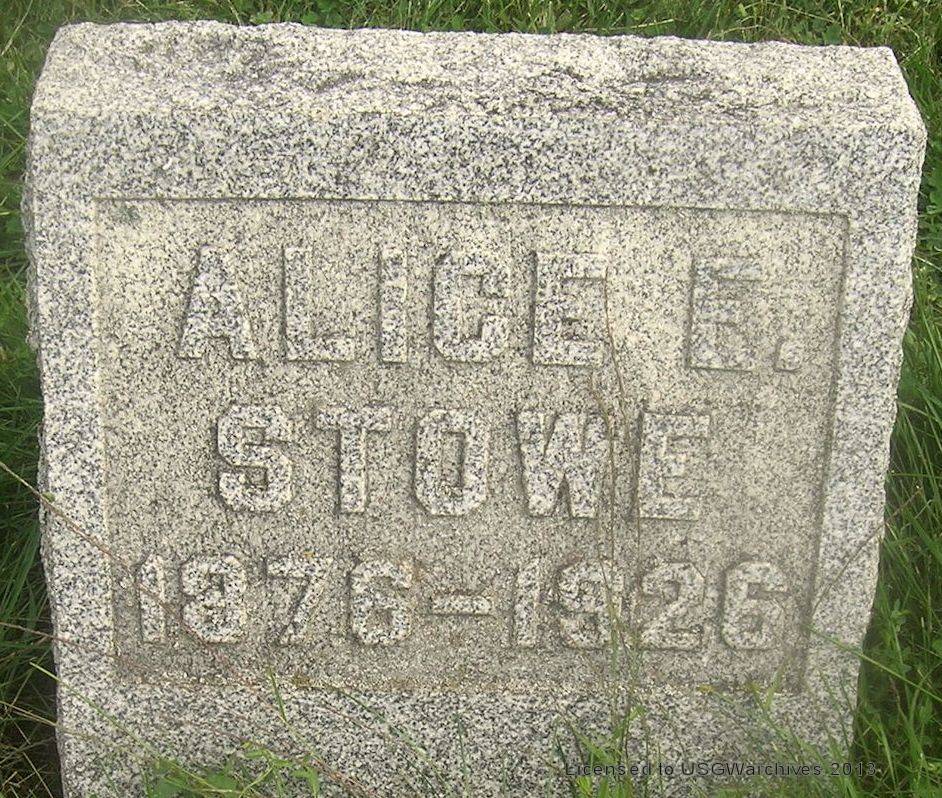 ALICE E.
STOWE
1876-1926
Licensed to USGWarchives 2013